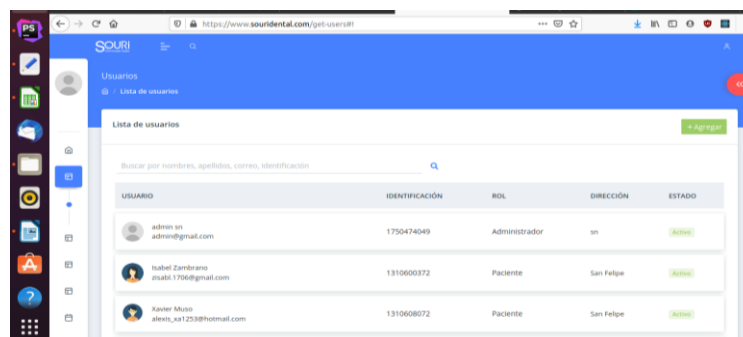 PS
https://www.souridental.com/get-users#!
SOURI
Usuarios
/ Lista de usuarios
Lista de usuarios
+ Agregar
Buscar por nombres, apellidos, correo, identificación
USUARIO IDENTIFICACIÓN ROL DIRECCIÓN ESTADO
admin sn
admin@gmail.com
1750474049 Administrador sn Activo
Isabel Zambrano
zisabl.1706@gmail.com
1310600372 Paciente San Felipe Activo
Xavier Muso
alexis_xa1253@hotmail.com
1310608072 Paciente San Felipe Activo